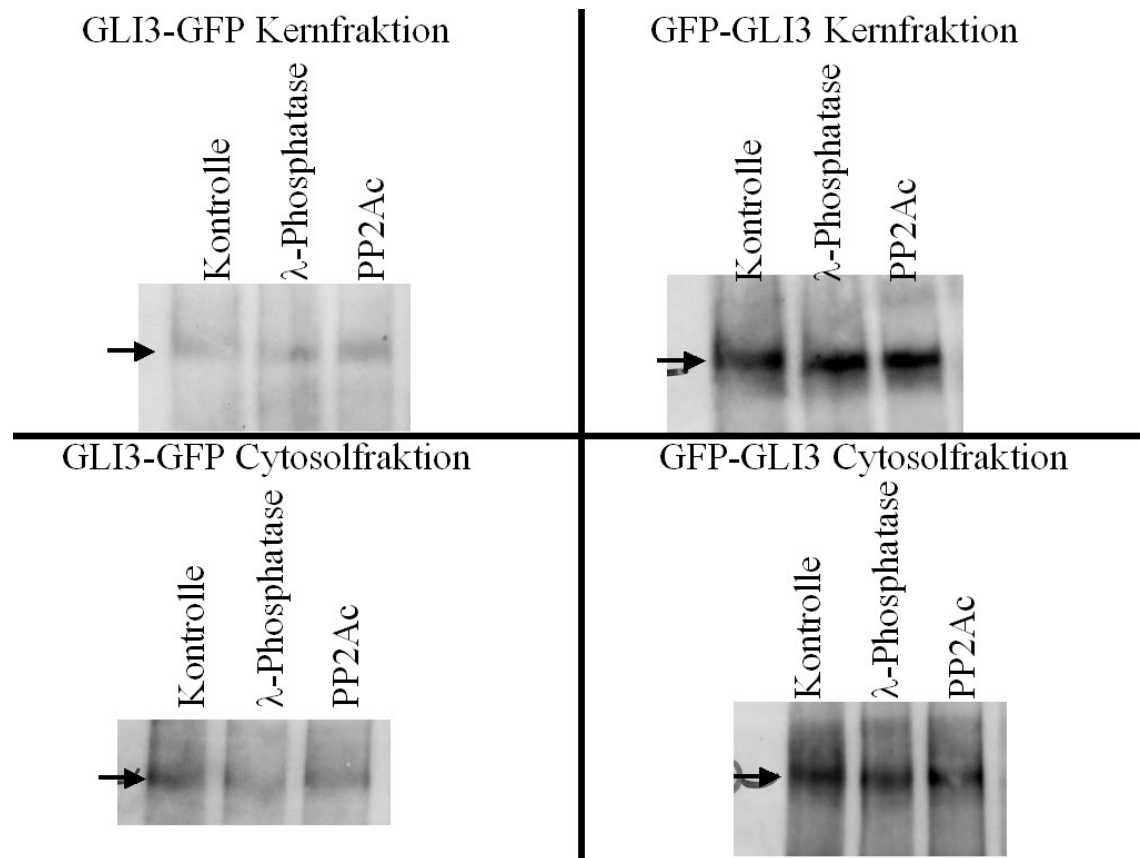 GLI3-GFP Kernfraktion
Kontrolle
λ-Phosphatase
PP2Ac
GFP-GLI3 Kernfraktion
Kontrolle
λ-Phosphatase
PP2Ac
GLI3-GFP Cytosolfraktion
Kontrolle
λ-Phosphatase
PP2Ac
GFP-GLI3 Cytosolfraktion
Kontrolle
λ-Phosphatase
PP2Ac